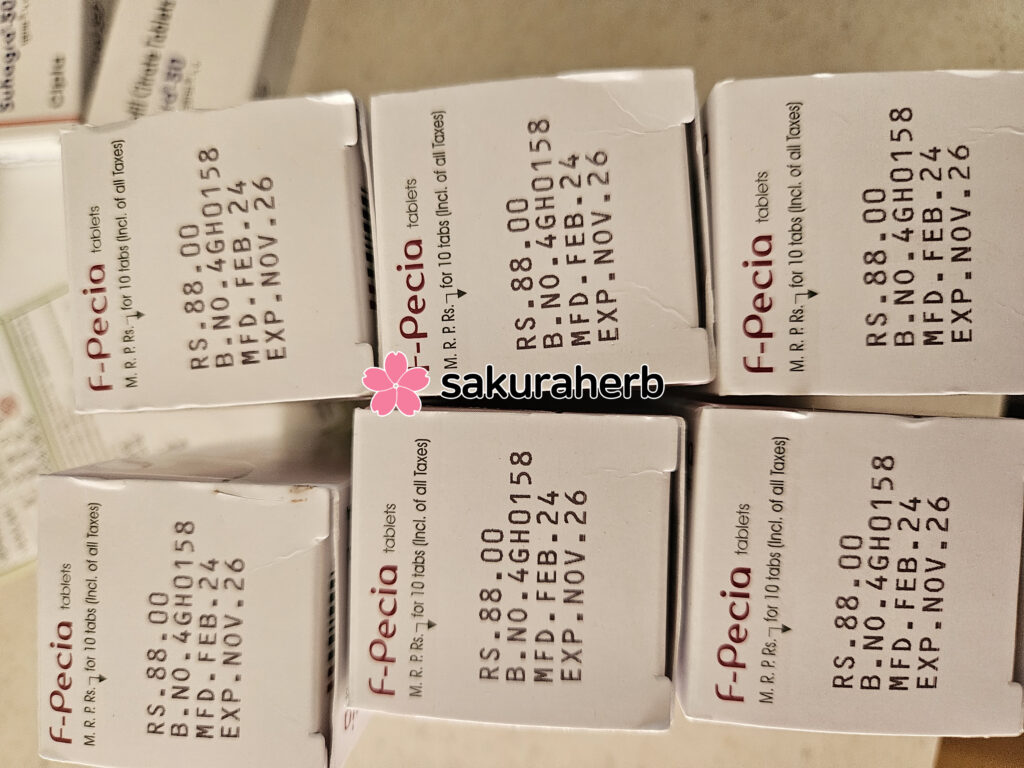 Suhagra-50
Cipla
Citrate Tablets
F-Pecia tablets
M. R. P. Rs. for 10 tabs (Incl. of all Taxes)
RS.88.00
B.NO.4GH0158
MFD.FEB.24
EXP.NOV.26
F-Pecia tablets
M. R. P. Rs. for 10 tabs (Incl. of all Taxes)
RS.88.00
B.NO.4GH0158
MFD.FEB.24
EXP.NOV.26
F-Pecia tablets
M. R. P. Rs. for 10 tabs (Incl. of all Taxes)
RS.88.00
B.NO.4GH0158
MFD.FEB.24
EXP.NOV.26
sakuraherb
F-Pecia tablets
M. R. P. Rs. for 10 tabs (Incl. of all Taxes)
RS.88.00
B.NO.4GH0158
MFD.FEB.24
EXP.NOV.26
F-Pecia tablets
M. R. P. Rs. for 10 tabs (Incl. of all Taxes)
RS.88.00
B.NO.4GH0158
MFD.FEB.24
EXP.NOV.26
F-Pecia tablets
M. R. P. Rs. for 10 tabs (Incl. of all Taxes)
RS.88.00
B.NO.4GH0158
MFD.FEB.24
EXP.NOV.26